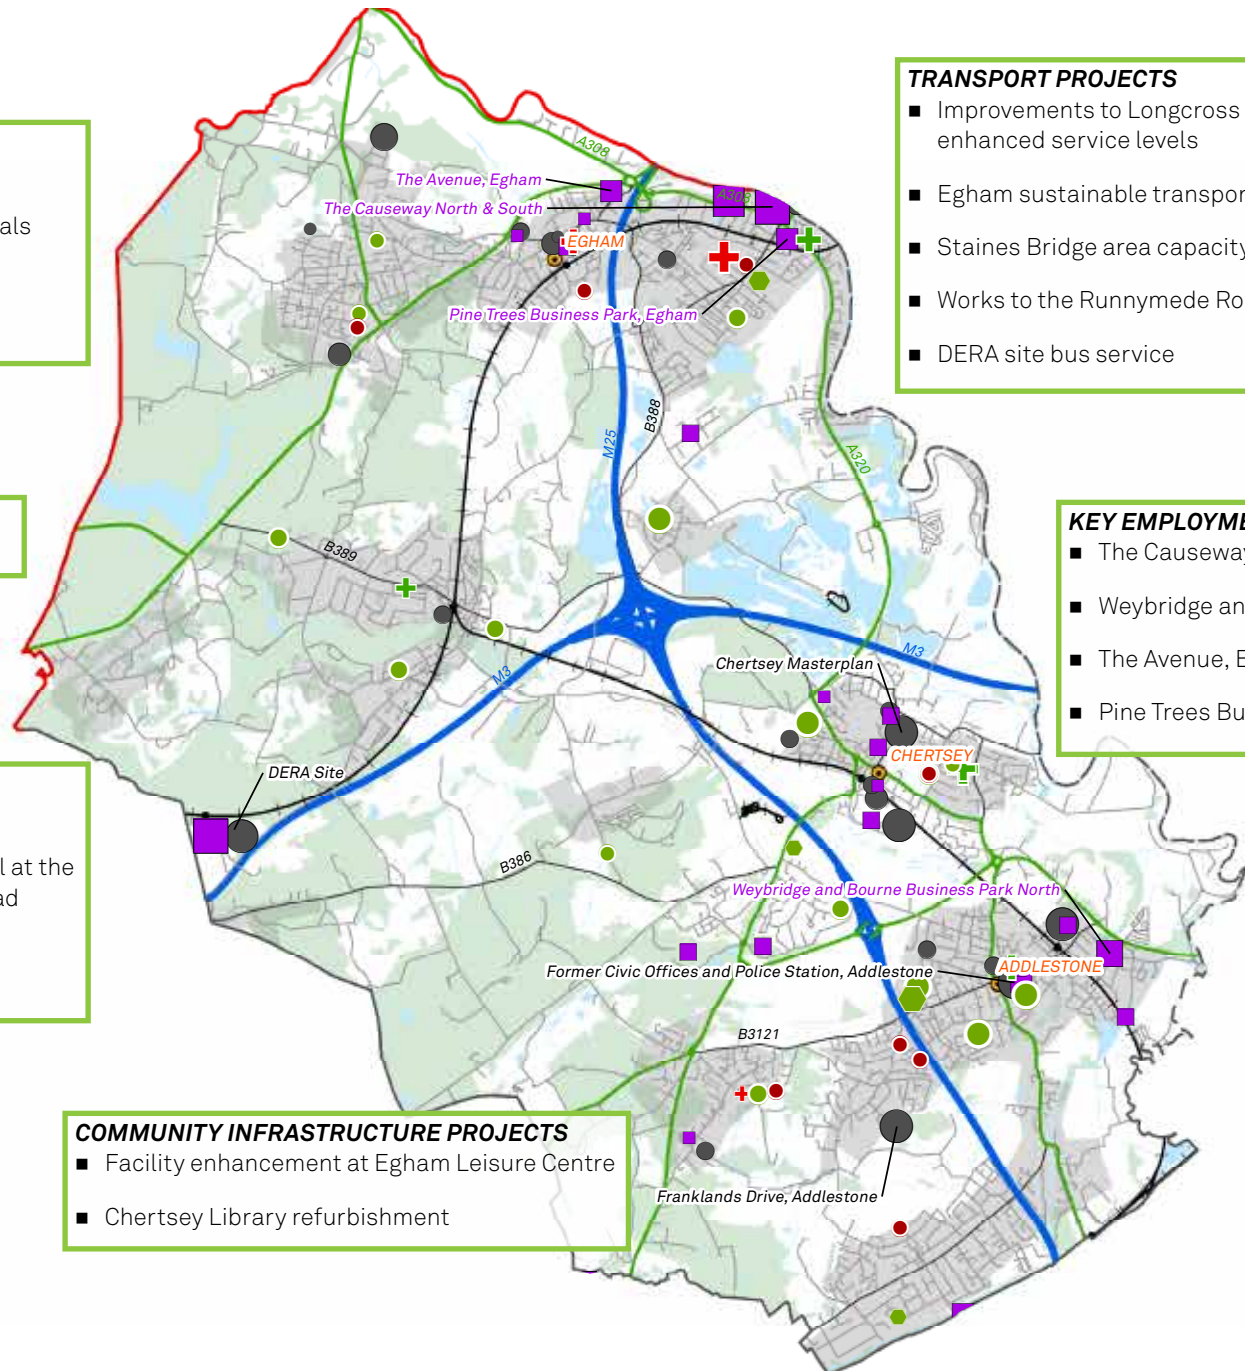 TRANSPORT PROJECTS
■ Improvements to Longcross
enhanced service levels
■ Egham sustainable transpor
■ Staines Bridge area capacity
■ Works to the Runnymede Ro
■ DERA site bus service
als
KEY EMPLOYME
■ The Causeway
■ Weybridge an
■ The Avenue, E
■ Pine Trees Bu
l at the
ad
COMMUNITY INFRASTRUCTURE PROJECTS
■ Facility enhancement at Egham Leisure Centre
■ Chertsey Library refurbishment
A308
The Avenue, Egham
The Causeway North & South
A308
EGHAM
Pine Trees Business Park, Egham
M25
B388
A320
B389
M3
M3
Chertsey Masterplan
CHERTSEY
DERA Site
B386
Weybridge and Bourne Business Park North
Former Civic Offices and Police Station, Addlestone
ADDLESTONE
B3121
Franklands Drive, Addlestone